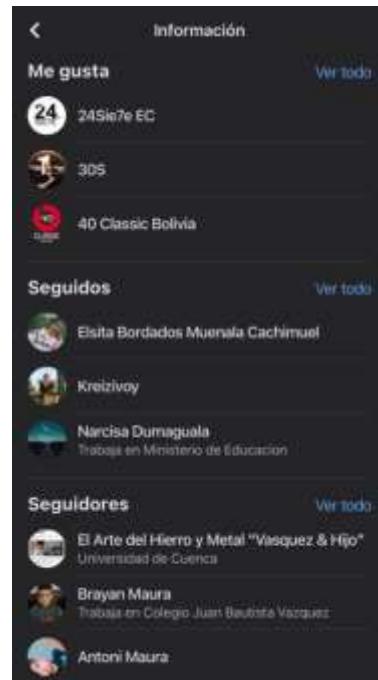 Información
Me gusta Ver todo
24
24Sie7e EC
305
40 Classic Bolivia
Seguidos Ver todo
Elsita Bordados Muenala Cachimuel
Kreizivoy
Narcisa Dumaguala
Trabaja en Ministerio de Educacion
Seguidores Ver todo
El Arte del Hierro y Metal "Vasquez & Hijo"
Universidad de Cuenca
Brayan Maura
Trabaja en Colegio Juan Bautista Vazquez
Antoni Maura